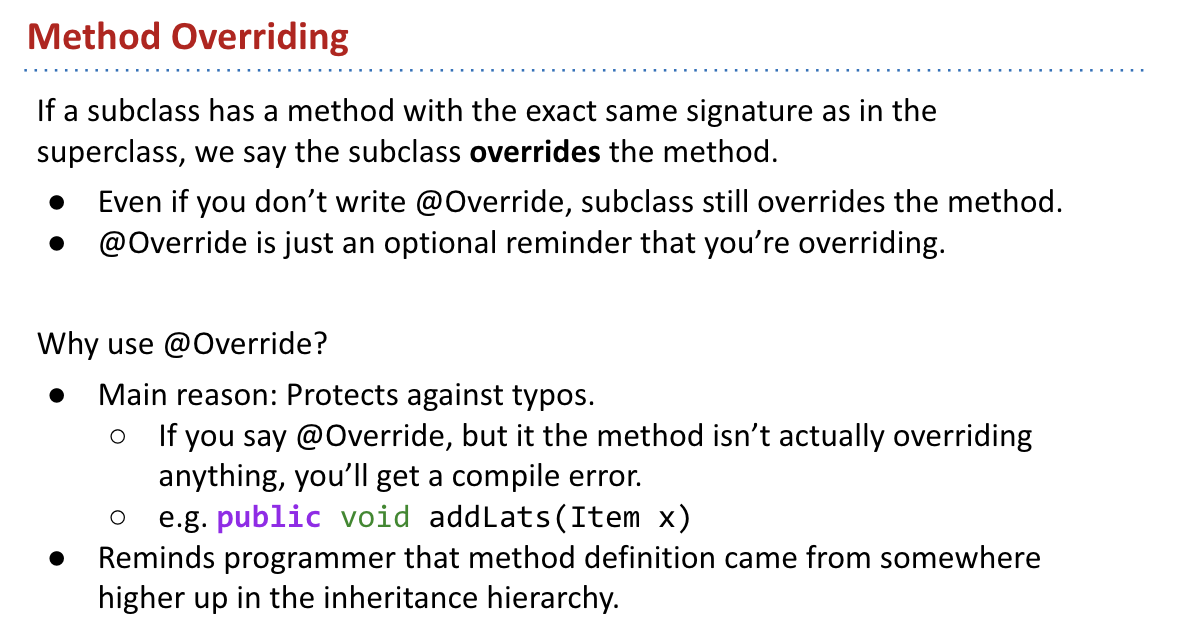 Method Overriding
If a subclass has a method with the exact same signature as in the
superclass, we say the subclass overrides the method.
● Even if you don’t write @Override, subclass still overrides the method.
● @Override is just an optional reminder that you’re overriding.
Why use @Override?
● Main reason: Protects against typos.
○ If you say @Override, but it the method isn’t actually overriding
anything, you’ll get a compile error.
○ e.g. public void addLats(Item x)
● Reminds programmer that method definition came from somewhere
higher up in the inheritance hierarchy.